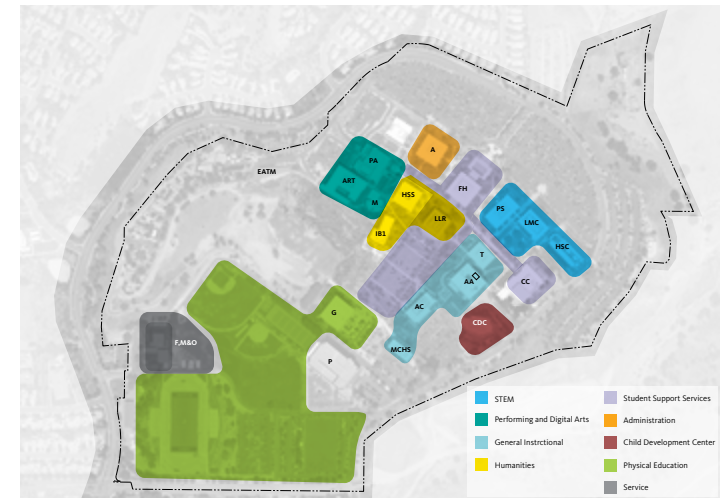 A
PA
EATM
ART
FH
HSS
M
PS
LLR
LMC
IB1
HSC
T
AA
CC
AC
G
CDC
F,M&O
MCHS
P
STEM
Performing and Digital Arts
General Instrctional
Humanities
Student Support Services
Administration
Child Development Center
Physical Education
Service